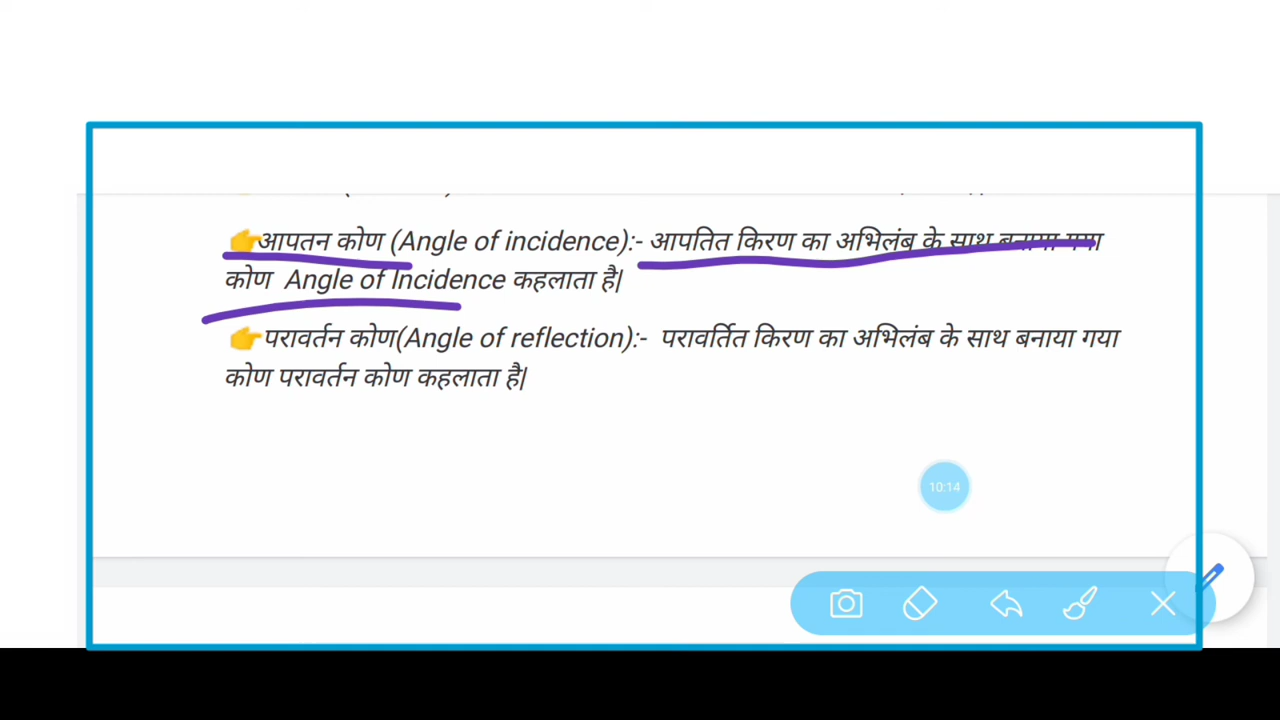 👉आपतन कोण (Angle of incidence):- आपतित किरण का अभिलंब के साथ बनाया गया
कोण Angle of Incidence कहलाता है|
👉परावर्तन कोण(Angle of reflection):- परावर्तित किरण का अभिलंब के साथ बनाया गया
कोण परावर्तन कोण कहलाता है|
10:14